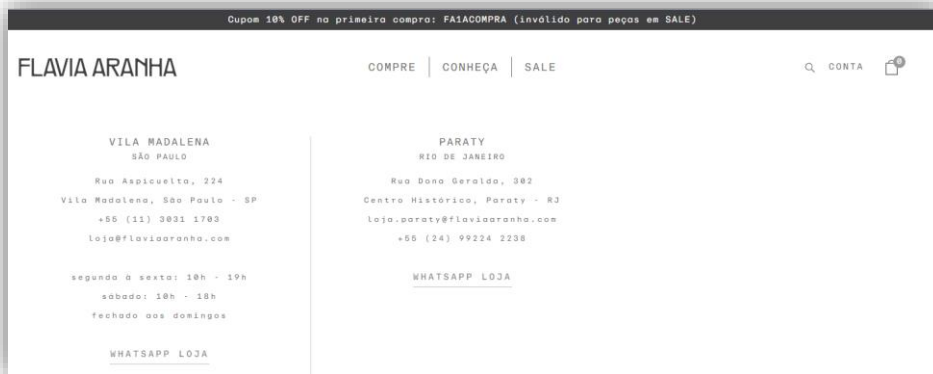 Cupom 10% OFF na primeira compra: FA1ACOMPRA (inválido para peças em SALE)
FLAVIA ARANHA
COMPRE | CONHEÇA | SALE
CONTA 0
VILA MADALENA
SÃO PAULO
Rua Aspicuelta, 224
Vila Madalena, São Paulo - SP
+55 (11) 3031 1703
loja@flaviaaranha.com
segunda à sexta: 10h - 19h
sábado: 10h - 18h
fechado aos domingos
WHATSAPP LOJA
PARATY
RIO DE JANEIRO
Rua Dona Geralda, 302
Centro Histórico, Paraty - RJ
loja.paraty@flaviaaranha.com
+55 (24) 99224 2238
WHATSAPP LOJA